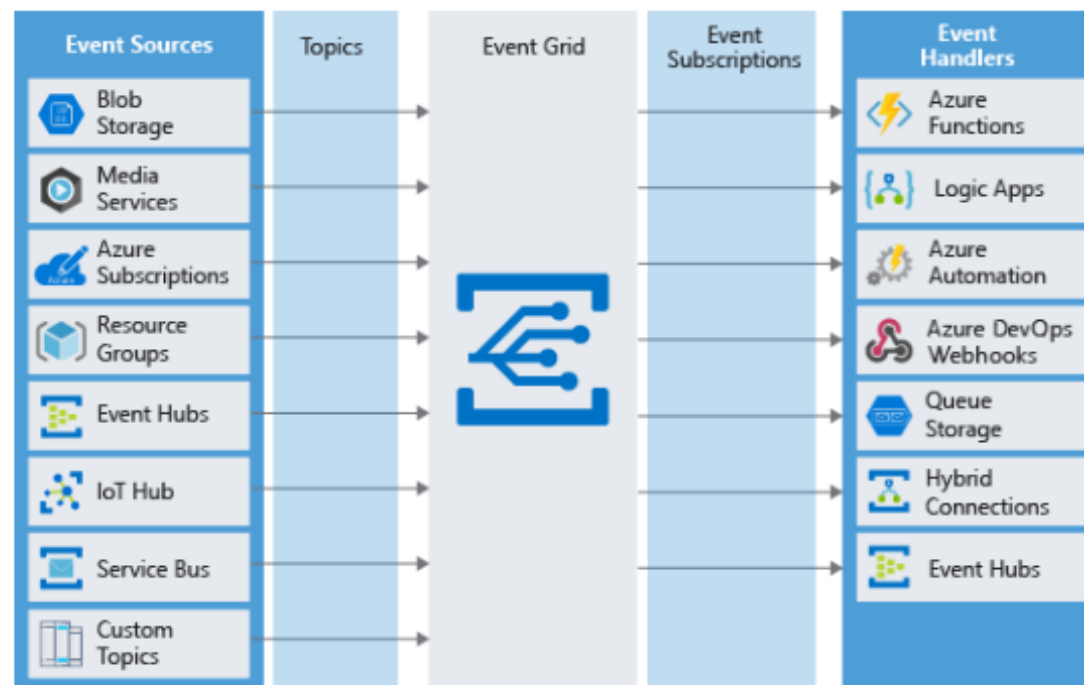 Event Sources
Topics
Event Grid
Event
Subscriptions
Event
Handlers
Blob
Storage
Media
Services
Azure
Subscriptions
Resource
Groups
Event Hubs
IoT Hub
Service Bus
Custom
Topics
Azure
Functions
Logic Apps
Azure
Automation
Azure DevOps
Webhooks
Queue
Storage
Hybrid
Connections
Event Hubs